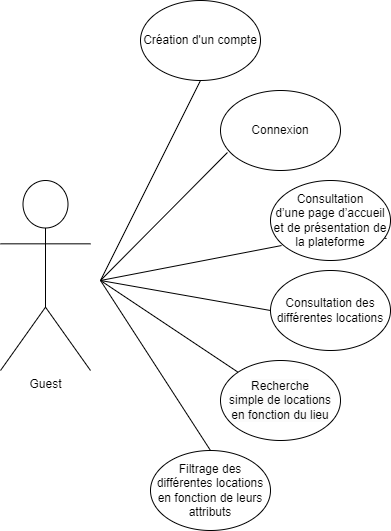 Création d'un compte
Connexion
Consultation
d'une page d'accueil
et de présentation de
la plateforme
Consultation des
différentes locations
Guest
Recherche
simple de locations
en fonction du lieu
Filtrage des
différentes locations
en fonction de leurs
attributs